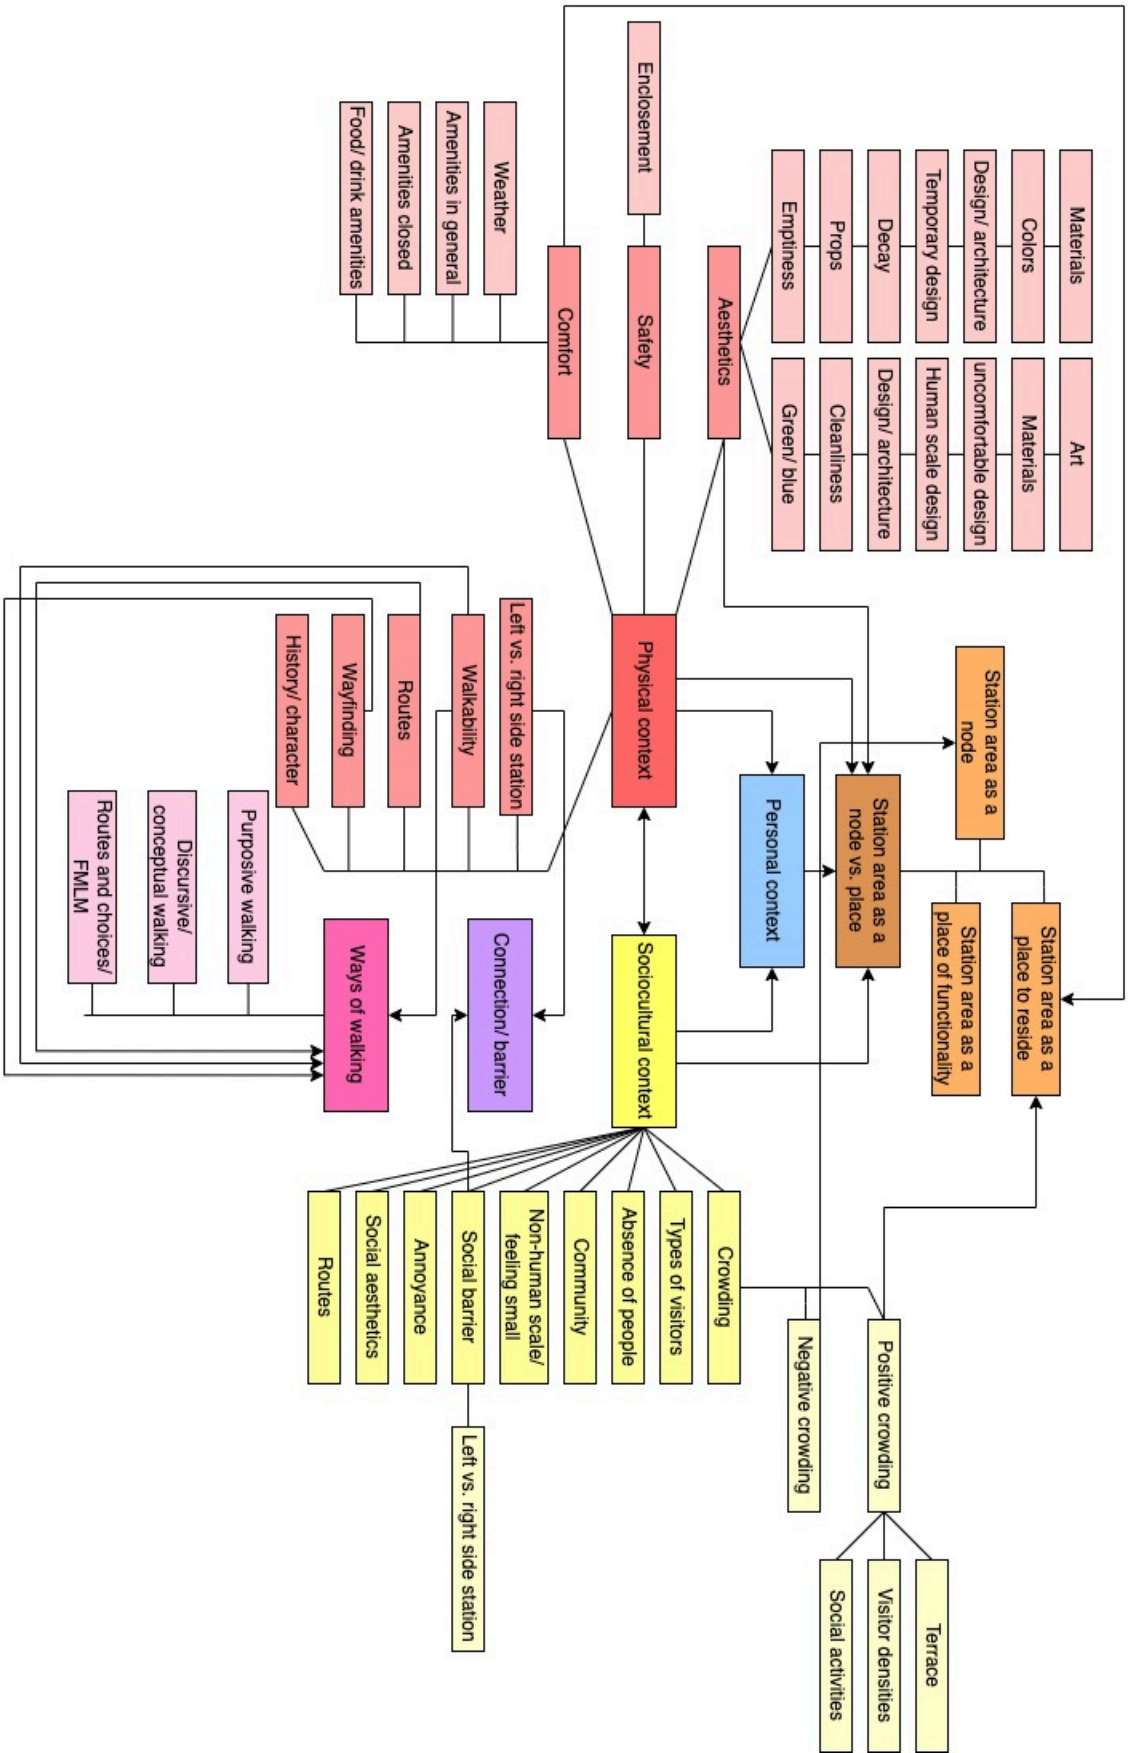 Materials
Colors
Design/ architecture
Temporary design
Decay
Props
Emptiness
Art
Materials
uncomfortable design
Human scale design
Design/ architecture
Cleanliness
Green/ blue
Enclosement
Weather
Amenities in general
Amenities closed
Food/ drink amenities
Aesthetics
Safety
Comfort
Station area as a
node
Station area as a
place to reside
Station area as a
place of functionality
Station area as a
node vs. place
Personal context
Physical context
Sociocultural context
Left vs. right side station
Walkability
Routes
Wayfinding
History/ character
Connection/ barrier
Ways of walking
Purposive walking
Discursive/
conceptual walking
Routes and choices/
FMLM
Crowding
Types of visitors
Absence of people
Community
Non-human scale/
feeling small
Social barrier
Annoyance
Social aesthetics
Routes
Positive crowding
Negative crowding
Left vs. right side station
Terrace
Visitor densities
Social activities